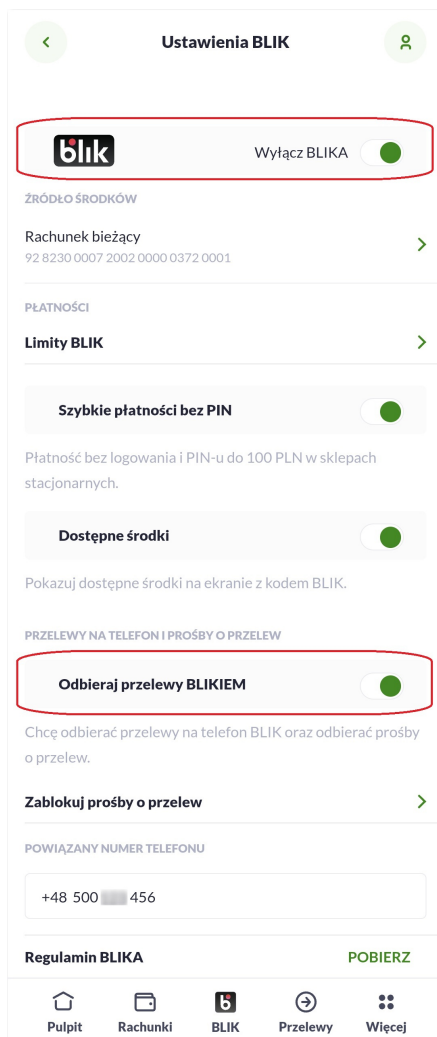 Ustawienia BLIK
blik
Wyłącz BLIKA
ŹRÓDŁO ŚRODKÓW
Rachunek bieżący
92 8230 0007 2002 0000 0372 0001
PŁATNOŚCI
Limity BLIK
Szybkie płatności bez PIN
Płatność bez logowania i PIN-u do 100 PLN w sklepach
stacjonarnych.
Dostępne środki
Pokazuj dostępne środki na ekranie z kodem BLIK.
PRZELEWY NA TELEFON I PROŚBY O PRZELEW
Odbieraj przelewy BLIKIEM
Chcę odbierać przelewy na telefon BLIK oraz odbierać prośby
o przelew.
Zablokuj prośby o przelew
POWIĄZANY NUMER TELEFONU
+48 500 456
Regulamin BLIKA POBIERZ
Pulpit Rachunki BLIK Przelewy Więcej